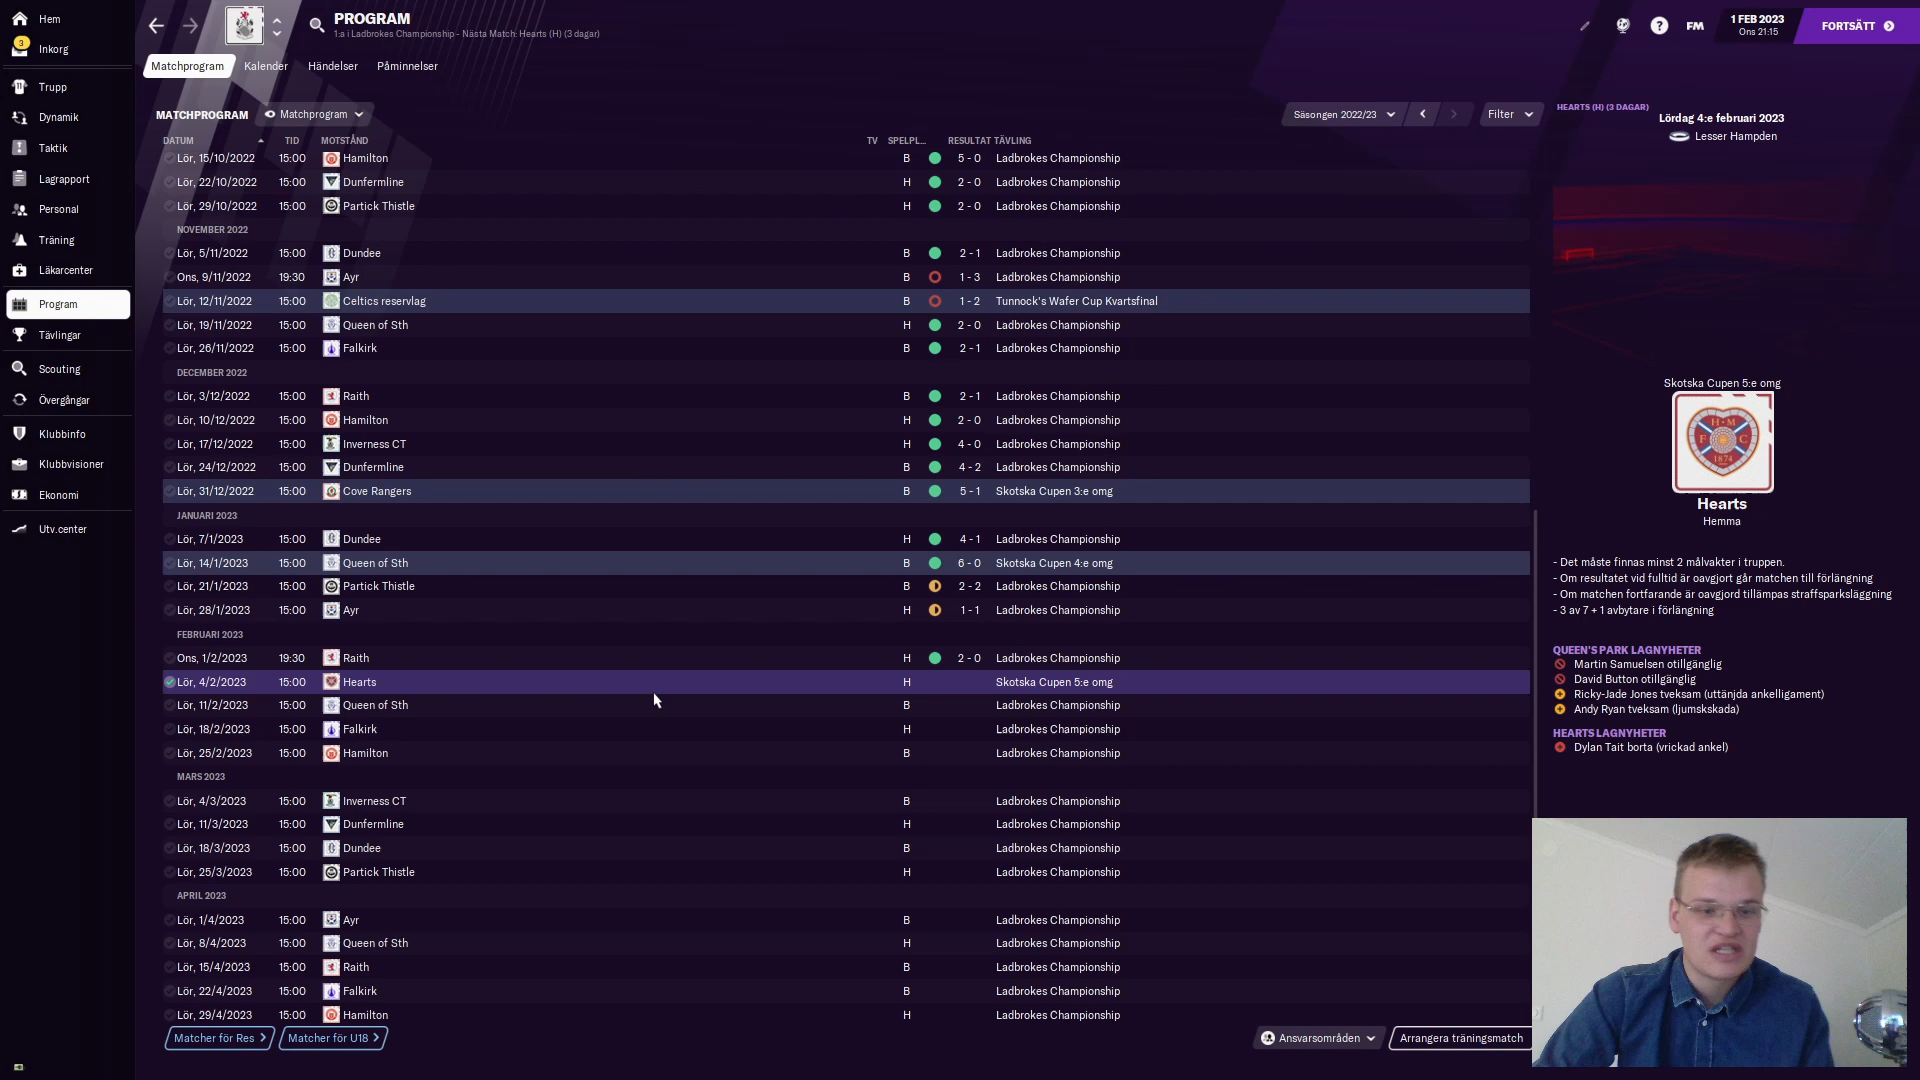 Hem
3
Inkorg
Trupp
Dynamik
Taktik
Lagrapport
Personal
Träning
Läkarcenter
Program
Tävlingar
Scouting
Övergångar
Klubbinfo
Klubbvisioner
Ekonomi
Utv.center
PROGRAM
1:a i Ladbrokes Championship - Nästa Match: Hearts (H) (3 dagar)
FM
1 FEB 2023
Ons 21:15
FORTSÄTT
Matchprogram Kalender Händelser Påminnelser
MATCHPROGRAM Matchprogram Säsongen 2022/23 Filter
DATUM TID MOTSTÅND TV SPELPL... RESULTAT TÄVLING
Lör, 15/10/2022 15:00 Hamilton B 5 - 0 Ladbrokes Championship
Lör, 22/10/2022 15:00 Dunfermline H 2 - 0 Ladbrokes Championship
Lör, 29/10/2022 15:00 Partick Thistle H 2 - 0 Ladbrokes Championship
NOVEMBER 2022
Lör, 5/11/2022 15:00 Dundee B 2 - 1 Ladbrokes Championship
Ons, 9/11/2022 19:30 Ayr B 1 - 3 Ladbrokes Championship
Lör, 12/11/2022 15:00 Celtics reservlag B 1 - 2 Tunnock's Wafer Cup Kvartsfinal
Lör, 19/11/2022 15:00 Queen of Sth H 2 - 0 Ladbrokes Championship
Lör, 26/11/2022 15:00 Falkirk B 2 - 1 Ladbrokes Championship
DECEMBER 2022
Lör, 3/12/2022 15:00 Raith B 2 - 1 Ladbrokes Championship
Lör, 10/12/2022 15:00 Hamilton H 2 - 0 Ladbrokes Championship
Lör, 17/12/2022 15:00 Inverness CT H 4 - 0 Ladbrokes Championship
Lör, 24/12/2022 15:00 Dunfermline B 4 - 2 Ladbrokes Championship
Lör, 31/12/2022 15:00 Cove Rangers B 5 - 1 Skotska Cupen 3:e omg
JANUARI 2023
Lör, 7/1/2023 15:00 Dundee H 4 - 1 Ladbrokes Championship
Lör, 14/1/2023 15:00 Queen of Sth B 6 - 0 Skotska Cupen 4:e omg
Lör, 21/1/2023 15:00 Partick Thistle B 2 - 2 Ladbrokes Championship
Lör, 28/1/2023 15:00 Ayr H 1 - 1 Ladbrokes Championship
FEBRUARI 2023
Ons, 1/2/2023 19:30 Raith H 2 - 0 Ladbrokes Championship
Lör, 4/2/2023 15:00 Hearts H Skotska Cupen 5:e omg
Lör, 11/2/2023 15:00 Queen of Sth B Ladbrokes Championship
Lör, 18/2/2023 15:00 Falkirk H Ladbrokes Championship
Lör, 25/2/2023 15:00 Hamilton B Ladbrokes Championship
MARS 2023
Lör, 4/3/2023 15:00 Inverness CT B Ladbrokes Championship
Lör, 11/3/2023 15:00 Dunfermline H Ladbrokes Championship
Lör, 18/3/2023 15:00 Dundee B Ladbrokes Championship
Lör, 25/3/2023 15:00 Partick Thistle H Ladbrokes Championship
APRIL 2023
Lör, 1/4/2023 15:00 Ayr B Ladbrokes Championship
Lör, 8/4/2023 15:00 Queen of Sth H Ladbrokes Championship
Lör, 15/4/2023 15:00 Raith B Ladbrokes Championship
Lör, 22/4/2023 15:00 Falkirk B Ladbrokes Championship
Lör, 29/4/2023 15:00 Hamilton H Ladbrokes Championship
Matcher för Res Matcher för U18 Ansvarsområden Arrangera träningsmatch
HEARTS (H) (3 DAGAR)
Lördag 4:e februari 2023
Lesser Hampden
Skotska Cupen 5:e omg
H M
F C
1874
Hearts
Hemma
- Det måste finnas minst 2 målvakter i truppen.
- Om resultatet vid fulltid är oavgjort går matchen till förlängning
- Om matchen fortfarande är oavgjord tillämpas straffsparksläggning
- 3 av 7 + 1 avbytare i förlängning
QUEEN'S PARK LAGNYHETER
Martin Samuelsen otillgänglig
David Button otillgänglig
Ricky-Jade Jones tveksam (uttänjda ankelligament)
Andy Ryan tveksam (ljumskskada)
HEARTS LAGNYHETER
Dylan Tait borta (vrickad ankel)